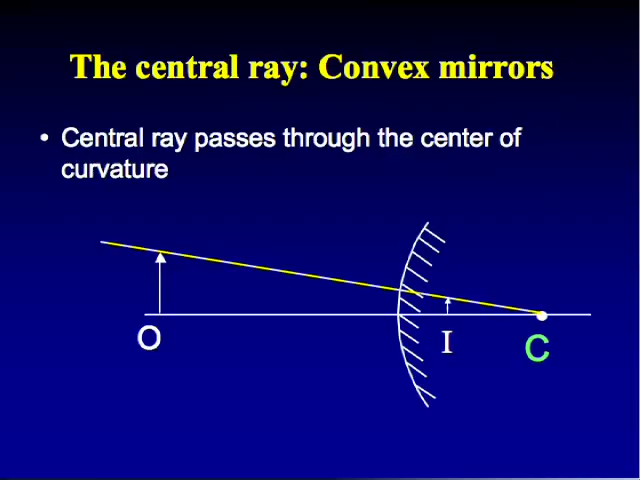 The central ray: Convex mirrors
• Central ray passes through the center of
curvature
O
I
C